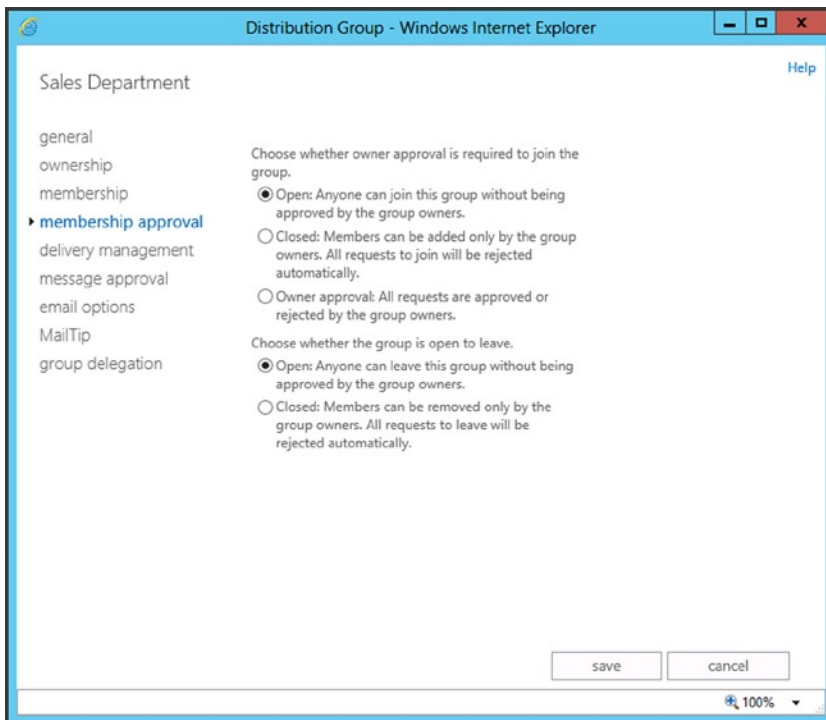 Distribution Group - Windows Internet Explorer
Help
Sales Department
general
ownership
membership
membership approval
delivery management
message approval
email options
MailTip
group delegation
Choose whether owner approval is required to join the
group.
Open: Anyone can join this group without being
approved by the group owners.
Closed: Members can be added only by the group
owners. All requests to join will be rejected
automatically.
Owner approval: All requests are approved or
rejected by the group owners.
Choose whether the group is open to leave.
Open: Anyone can leave this group without being
approved by the group owners.
Closed: Members can be removed only by the
group owners. All requests to leave will be
rejected automatically.
save
cancel
100%